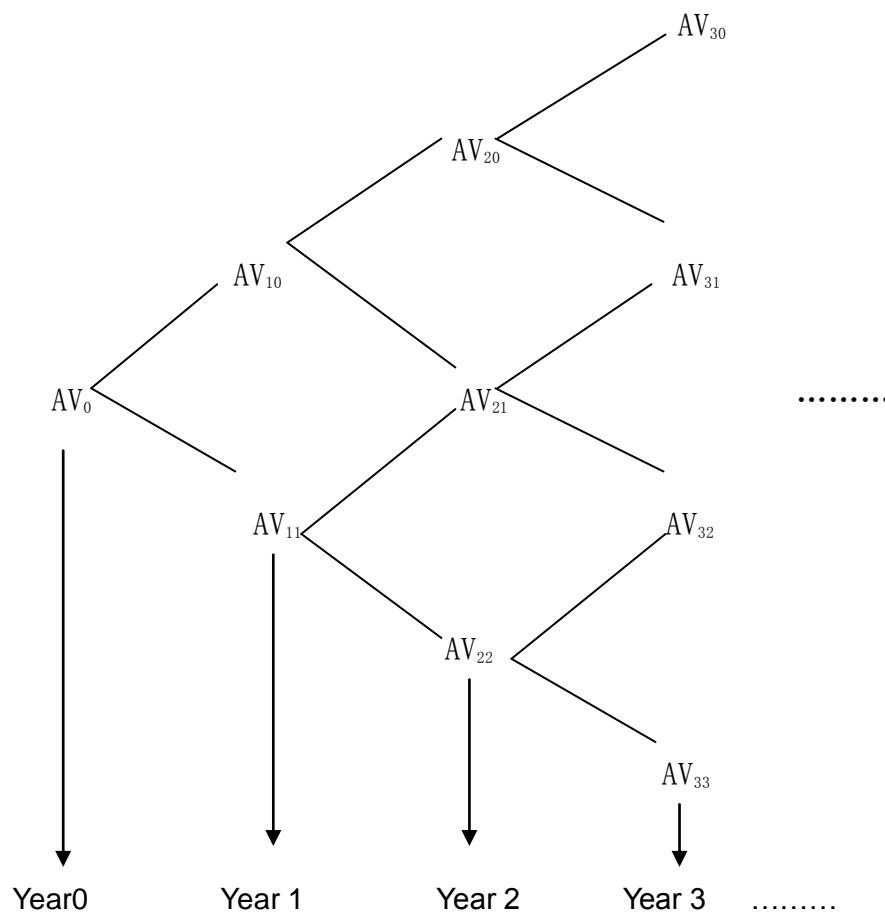 AV₃₀
AV₂₀
AV₁₀
AV₃₁
AV₀
AV₂₁
.........
AV₁₁
AV₃₂
AV₂₂
AV₃₃
Year0 Year 1 Year 2 Year 3 .........